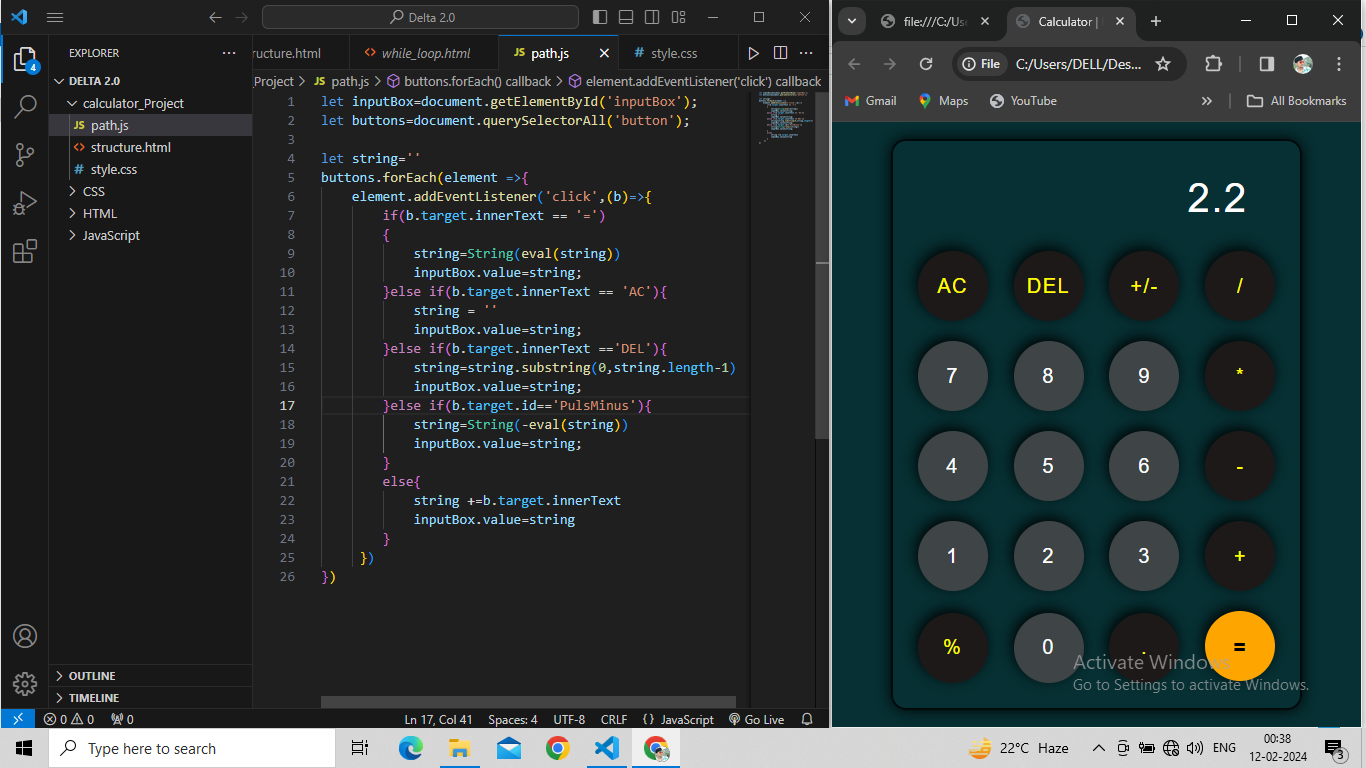 Delta 2.0
EXPLORER
DELTA 2.0
calculator_Project
JS path.js
structure.html
# style.css
CSS
HTML
JavaScript
OUTLINE
TIMELINE
ructure.html
while_loop.html
JS path.js
# style.css
_Project > JS path.js > buttons.forEach() callback > element.addEventListener('click') callback
1 let inputBox=document.getElementById('inputBox');
2 let buttons=document.querySelectorAll('button');
3
4 let string=''
5 buttons.forEach(element =>{
6 element.addEventListener('click',(b)=>{
7 if(b.target.innerText == '=')
8 {
9 string=String(eval(string))
10 inputBox.value=string;
11 }else if(b.target.innerText == 'AC'){
12 string = ''
13 inputBox.value=string;
14 }else if(b.target.innerText =='DEL'){
15 string=string.substring(0,string.length-1)
16 inputBox.value=string;
17 }else if(b.target.id=='PulsMinus'){
18 string=String(-eval(string))
19 inputBox.value=string;
20 }
21 else{
22 string +=b.target.innerText
23 inputBox.value=string
24 }
25 })
26 })
4
0 0 0
Ln 17, Col 41 Spaces: 4 UTF-8 CRLF {} JavaScript Go Live
file:///C:/Use
Calculator |
File C:/Users/DELL/Des...
Gmail Maps YouTube » All Bookmarks
2.2
AC DEL +/- /
7 8 9 *
4 5 6 -
1 2 3 +
% 0 . =
Activate Windows
Go to Settings to activate Windows.
Type here to search
22°C Haze
ENG
00:38
12-02-2024
3